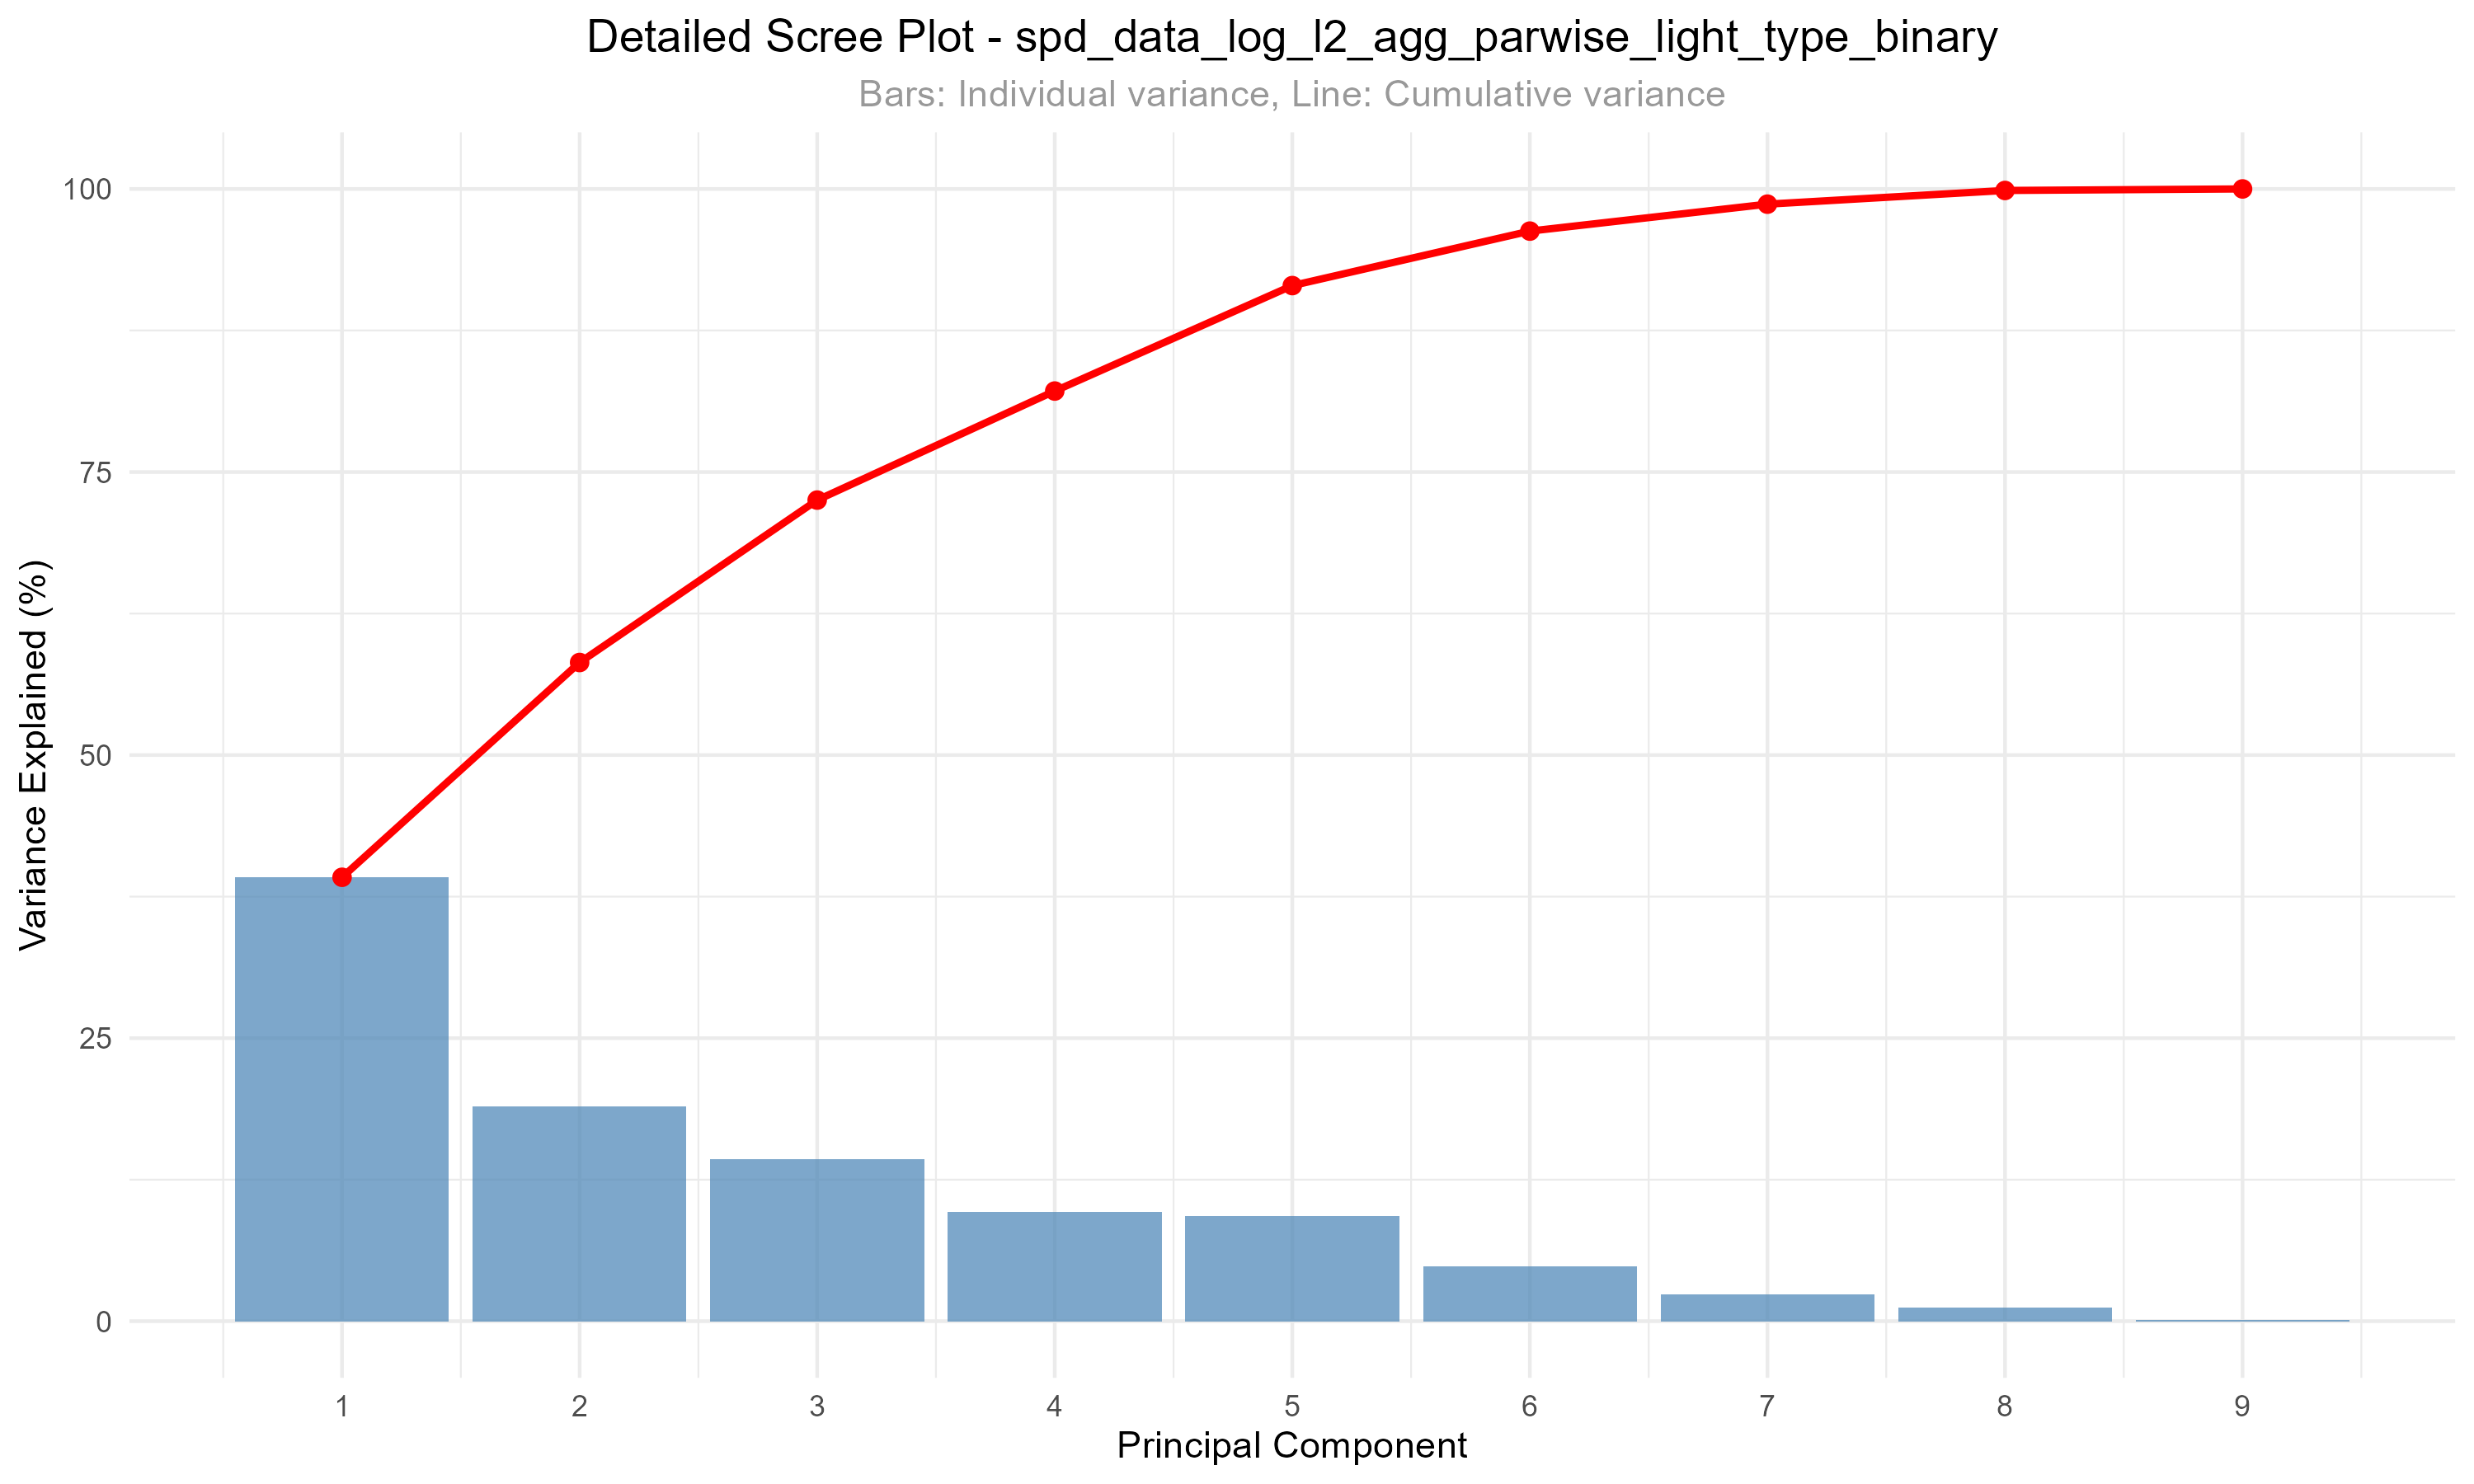 Detailed Scree Plot - spd_data_log_l2_agg_parwise_light_type_binary
Bars: Individual variance, Line: Cumulative variance
Variance Explained (%)
100
75
50
25
0
1 2 3 4 5 6 7 8 9
Principal Component